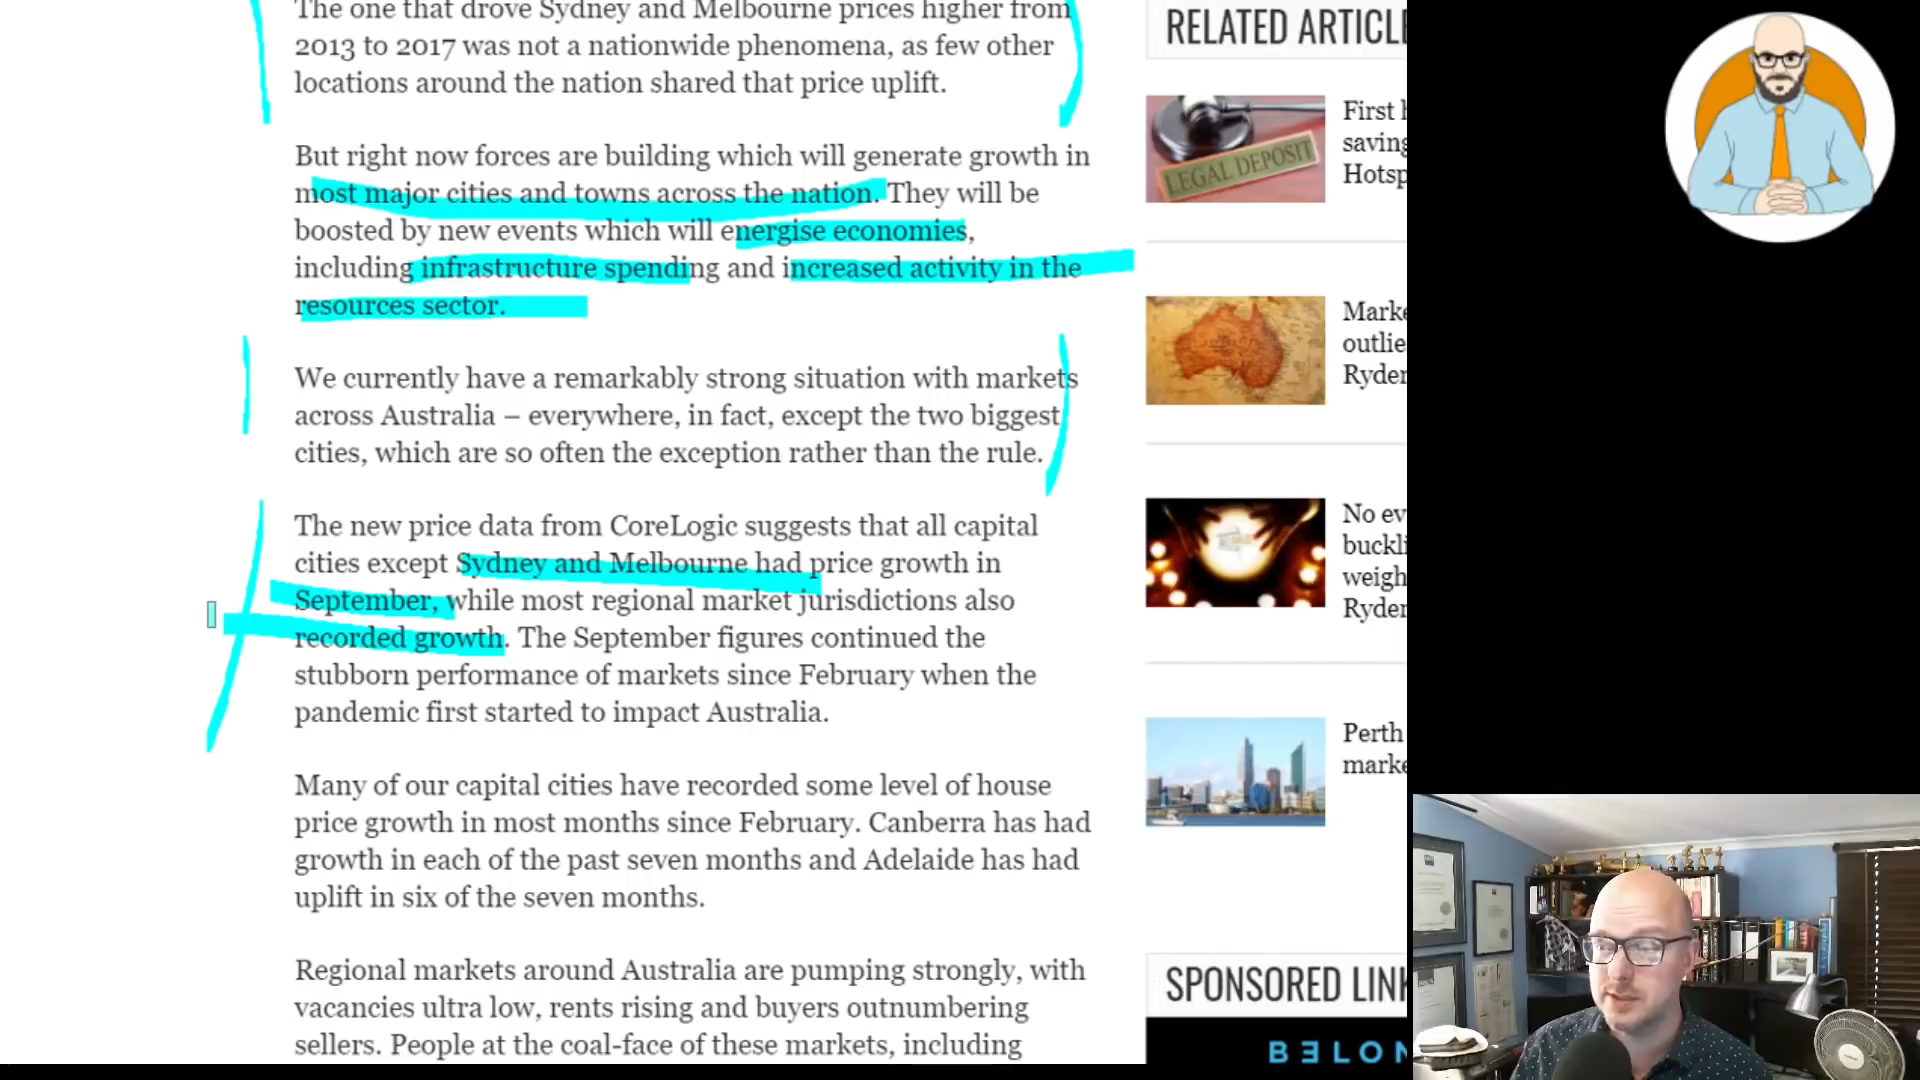 The one that drove Sydney and Melbourne prices higher from
2013 to 2017 was not a nationwide phenomena, as few other
locations around the nation shared that price uplift.
But right now forces are building which will generate growth in
most major cities and towns across the nation. They will be
boosted by new events which will energise economies,
including infrastructure spending and increased activity in the
resources sector.
We currently have a remarkably strong situation with markets
across Australia – everywhere, in fact, except the two biggest
cities, which are so often the exception rather than the rule.
The new price data from CoreLogic suggests that all capital
cities except Sydney and Melbourne had price growth in
September, while most regional market jurisdictions also
recorded growth. The September figures continued the
stubborn performance of markets since February when the
pandemic first started to impact Australia.
Many of our capital cities have recorded some level of house
price growth in most months since February. Canberra has had
growth in each of the past seven months and Adelaide has had
uplift in six of the seven months.
Regional markets around Australia are pumping strongly, with
vacancies ultra low, rents rising and buyers outnumbering
sellers. People at the coal-face of these markets, including
RELATED ARTICLE
LEGAL DEPOSIT
First
saving
Hotsp
Marke
outlie
Ryder
No ev
buckli
weigh
Ryder
Perth
marke
SPONSORED LINK
BELON